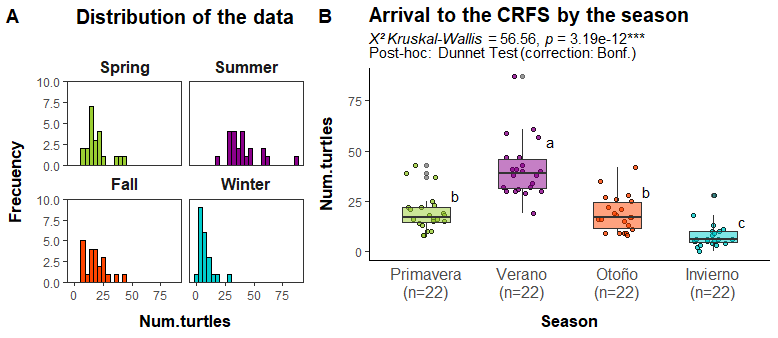 A
Distribution of the data
Spring
Summer
10.0
7.5
5.0
2.5
0.0
Fall
Winter
10.0
7.5
5.0
2.5
0.0
0 25 50 75
0 25 50 75
Frecuency
Num.turtles
B
Arrival to the CRFS by the season
X² Kruskal-Wallis = 56.56, p = 3.19e-12***
Post-hoc: Dunnet Test (correction: Bonf.)
Num.turtles
75
50
25
0
b
a
b
c
Primavera
(n=22)
Verano
(n=22)
Otoño
(n=22)
Invierno
(n=22)
Season